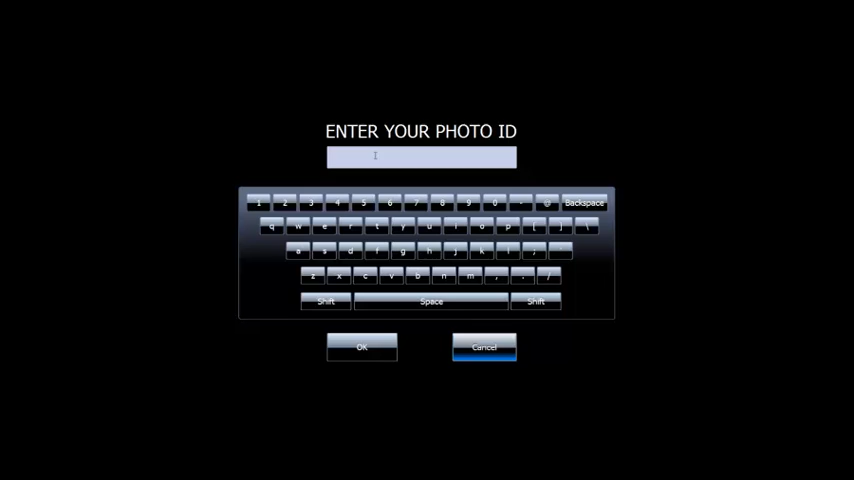 ENTER YOUR PHOTO ID
1 2 3 4 5 6 7 8 9 0 - @ Backspace
q w e r t y u i o p [ ] \
a s d f g h j k l ; '
z x c v b n m , . /
Shift Space Shift
OK Cancel